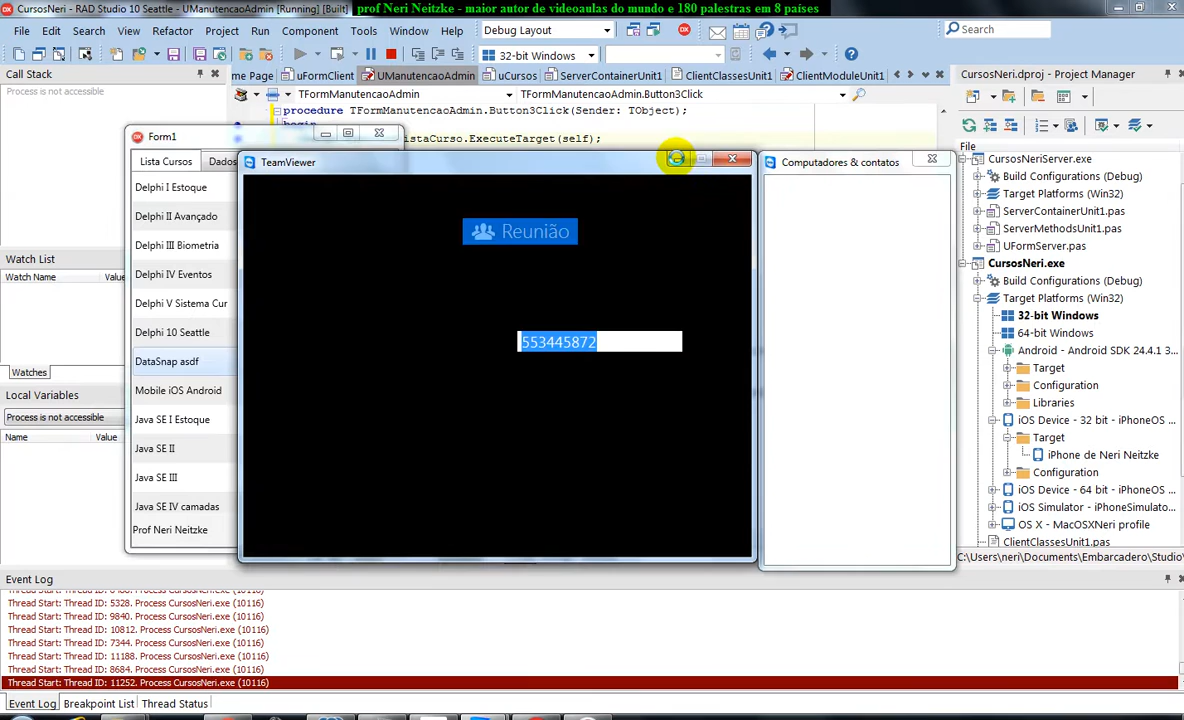 prof Neri Neitzke - maior autor de videoaulas do mundo e 180 palestras em 8 países
CursosNeri - RAD Studio 10 Seattle - UManutencaoAdmin [Running] [Built]
File Edit Search View Refactor Project Run Component Tools Window Help
Debug Layout
Search
32-bit Windows
Call Stack
Process is not accessible
me Page
uFormClient
UManutencaoAdmin
uCursos
ServerContainerUnit1
ClientClassesUnit1
ClientModuleUnit1
TFormManutencaoAdmin
TFormManutencaoAdmin.Button3Click
procedure TFormManutencaoAdmin.Button3Click(Sender: TObject);
begin
istaCurso.ExecuteTarget(self);
Form1
Lista Cursos
Dados
Delphi I Estoque
Delphi II Avançado
Delphi III Biometria
Delphi IV Eventos
Delphi V Sistema Cur
Delphi 10 Seattle
DataSnap asdf
Mobile iOS Android
Java SE I Estoque
Java SE II
Java SE III
Java SE IV camadas
Prof Neri Neitzke
TeamViewer
Reunião
553445872
Computadores & contatos
Watch List
Watch Name
Value
Watches
Local Variables
Process is not accessible
Name
Value
CursosNeri.dproj - Project Manager
File
CursosNeriServer.exe
Build Configurations (Debug)
Target Platforms (Win32)
ServerContainerUnit1.pas
ServerMethodsUnit1.pas
UFormServer.pas
CursosNeri.exe
Build Configurations (Debug)
Target Platforms (Win32)
32-bit Windows
64-bit Windows
Android - Android SDK 24.4.1 3...
Target
Configuration
Libraries
iOS Device - 32 bit - iPhoneOS ...
Target
iPhone de Neri Neitzke
Configuration
iOS Device - 64 bit - iPhoneOS ...
iOS Simulator - iPhoneSimulato...
OS X - MacOSXNeri profile
ClientClassesUnit1.pas
C:\Users\neri\Documents\Embarcadero\Studio\
Event Log
Thread Start: Thread ID: 5328. Process CursosNeri.exe (10116)
Thread Start: Thread ID: 9840. Process CursosNeri.exe (10116)
Thread Start: Thread ID: 10812. Process CursosNeri.exe (10116)
Thread Start: Thread ID: 7344. Process CursosNeri.exe (10116)
Thread Start: Thread ID: 11188. Process CursosNeri.exe (10116)
Thread Start: Thread ID: 8684. Process CursosNeri.exe (10116)
Thread Start: Thread ID: 11252. Process CursosNeri.exe (10116)
Event Log
Breakpoint List
Thread Status